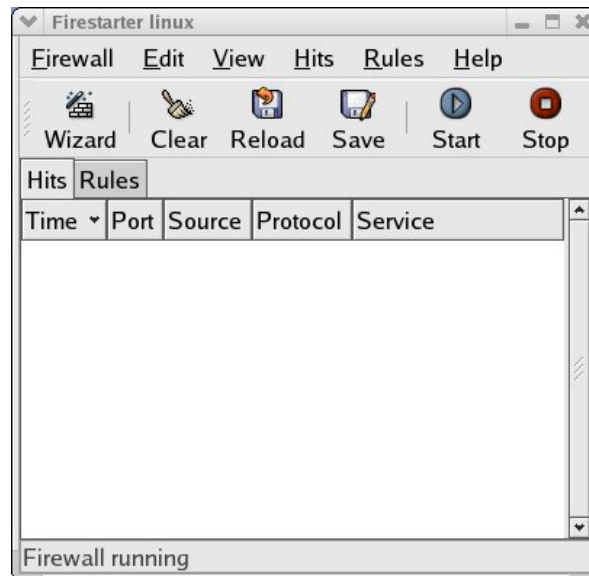 Firestarter linux
Firewall Edit View Hits Rules Help
Wizard Clear Reload Save Start Stop
Hits Rules
Time Port Source Protocol Service
Firewall running